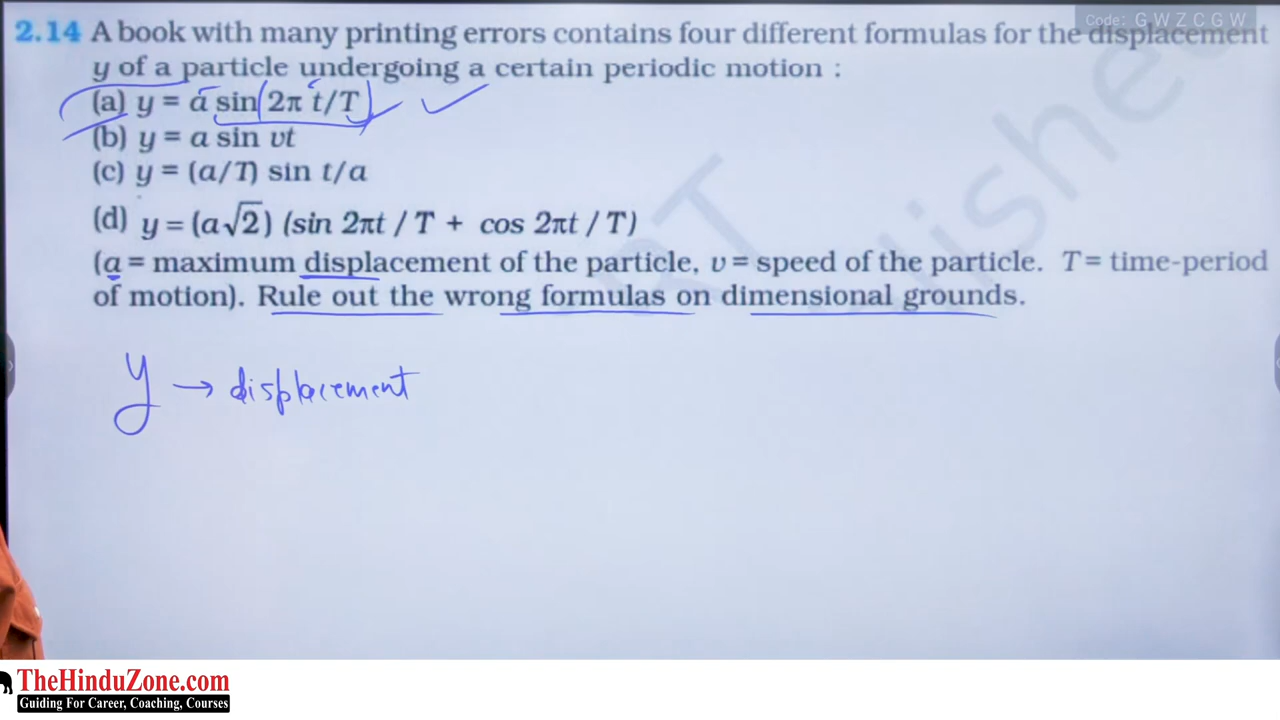 Code: G W Z C G W
2.14 A book with many printing errors contains four different formulas for the displacement
y of a particle undergoing a certain periodic motion :
(a) y = a sin 2π t/T
(b) y = a sin vt
(c) y = (a/T) sin t/a
(d) y = (a√2) (sin 2πt / T + cos 2πt / T)
(a = maximum displacement of the particle, v = speed of the particle. T = time-period
of motion). Rule out the wrong formulas on dimensional grounds.
y → displacement
TheHinduZone.com
Guiding For Career, Coaching, Courses